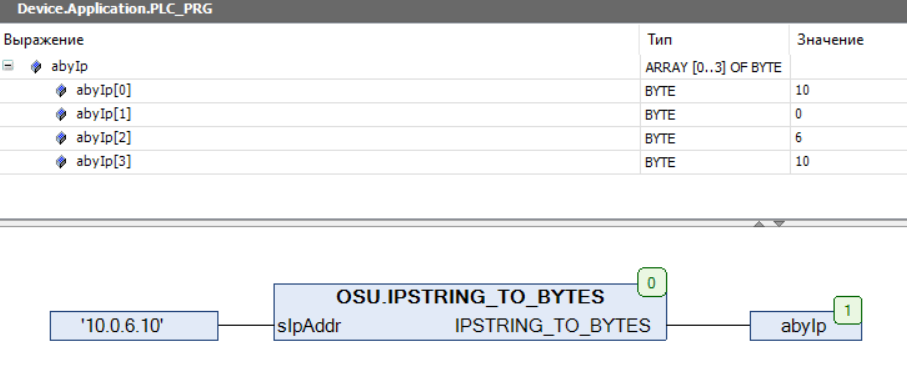 Device.Application.PLC_PRG
Выражение Тип Значение
abyIp ARRAY [0..3] OF BYTE
abyIp[0] BYTE 10
abyIp[1] BYTE 0
abyIp[2] BYTE 6
abyIp[3] BYTE 10
0
OSU.IPSTRING_TO_BYTES
1
'10.0.6.10' sIpAddr IPSTRING_TO_BYTES abyIp